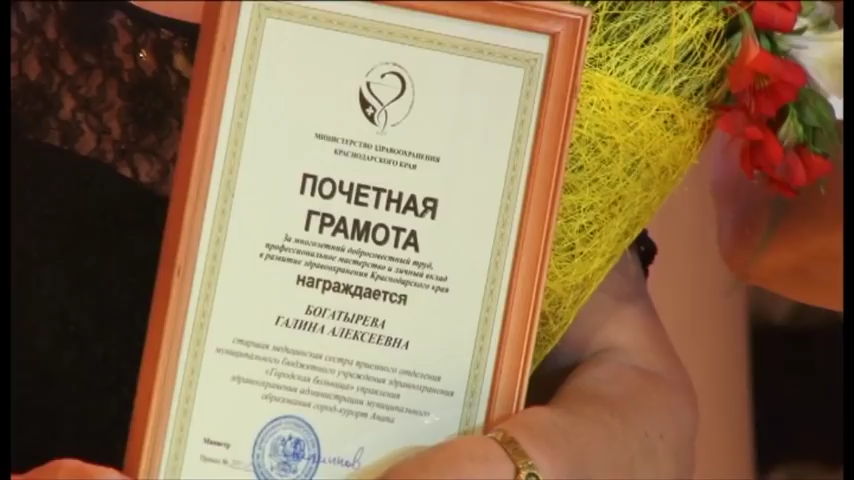 МИНИСТЕРСТВО ЗДРАВООХРАНЕНИЯ
КРАСНОДАРСКОГО КРАЯ
ПОЧЕТНАЯ
ГРАМОТА
За многолетний добросовестный труд,
профессиональное мастерство и личный вклад
в развитие здравоохранения Краснодарского края
награждается
БОГАТЫРЕВА
ГАЛИНА АЛЕКСЕЕВНА
старшая медицинская сестра приемного отделения
муниципального бюджетного учреждения здравоохранения
«Городская больница» управления
здравоохранения администрации муниципального
образования город-курорт Анапа
Министр
Приказ №